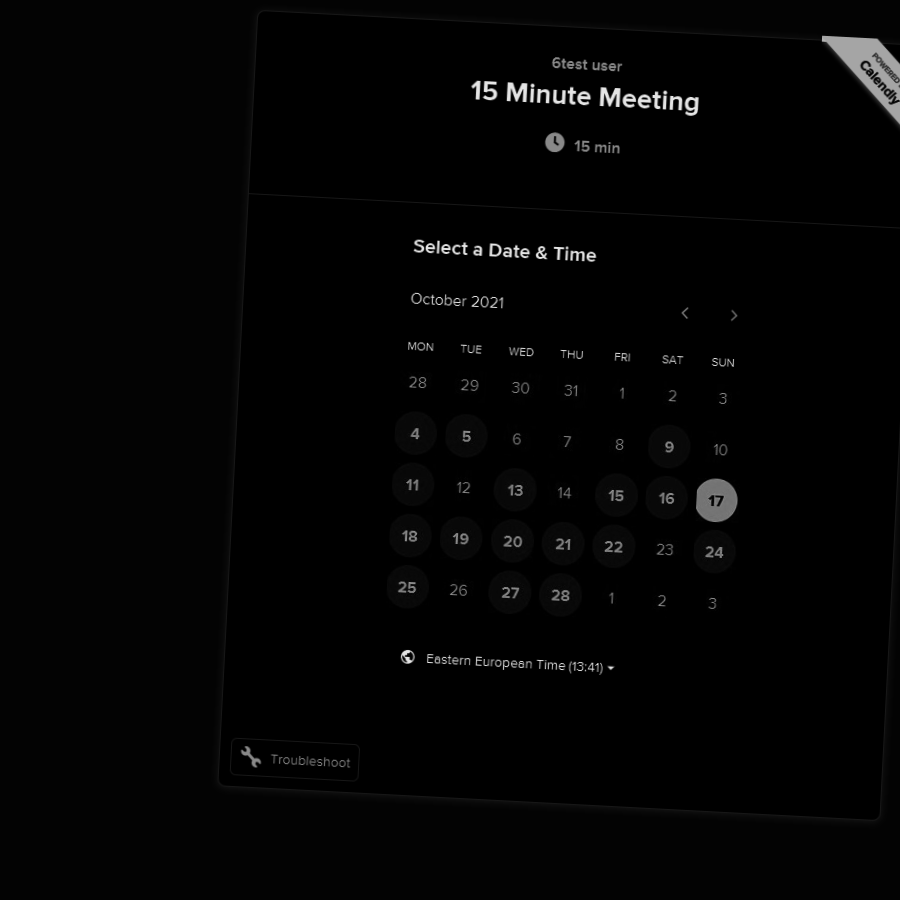 6test user
15 Minute Meeting
15 min
POWERED
Calendly
Select a Date & Time
October 2021
MON TUE WED THU FRI SAT SUN
28 29 30 31 1 2 3
4 5 6 7 8 9 10
11 12 13 14 15 16 17
18 19 20 21 22 23 24
25 26 27 28 1 2 3
Eastern European Time (13:41)
Troubleshoot